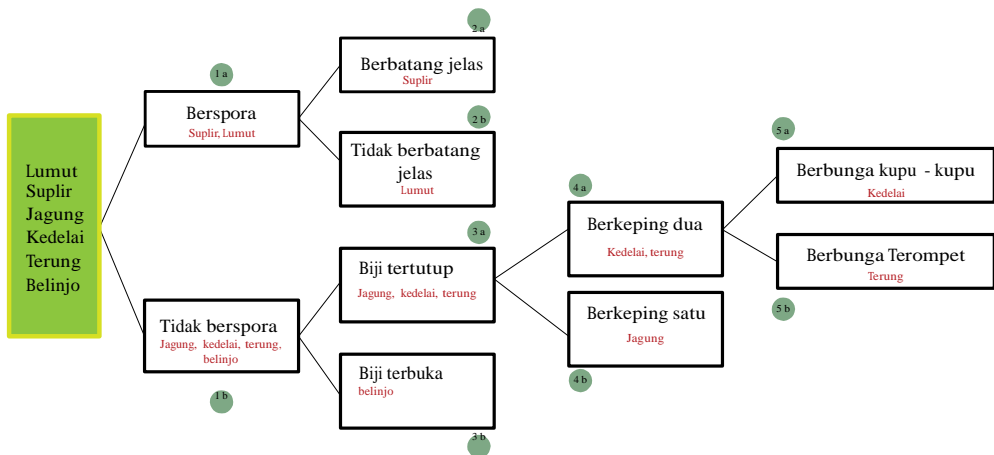 Lumut
Suplir
Jagung
Kedelai
Terung
Belinjo
1 a
Berspora
Suplir, Lumut
Tidak berspora
Jagung, kedelai, terung,
belinjo
1 b
2 a
Berbatang jelas
Suplir
2 b
Tidak berbatang
jelas
Lumut
3 a
Biji tertutup
Jagung, kedelai, terung
Biji terbuka
belinjo
3 b
4 a
Berkeping dua
Kedelai, terung
Berkeping satu
Jagung
4 b
5 a
Berbunga kupu - kupu
Kedelai
Berbunga Terompet
Terung
5 b